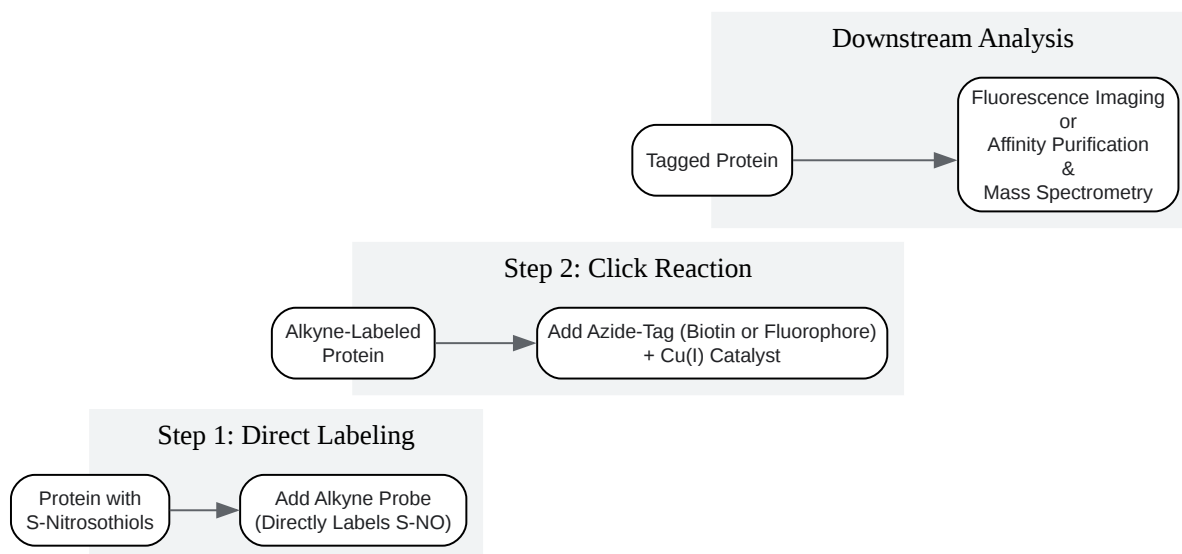 Downstream Analysis
Tagged Protein
Fluorescence Imaging
or
Affinity Purification
&
Mass Spectrometry
Step 2: Click Reaction
Alkyne-Labeled
Protein
Add Azide-Tag (Biotin or Fluorophore)
+ Cu(I) Catalyst
Step 1: Direct Labeling
Protein with
S-Nitrosothiols
Add Alkyne Probe
(Directly Labels S-NO)